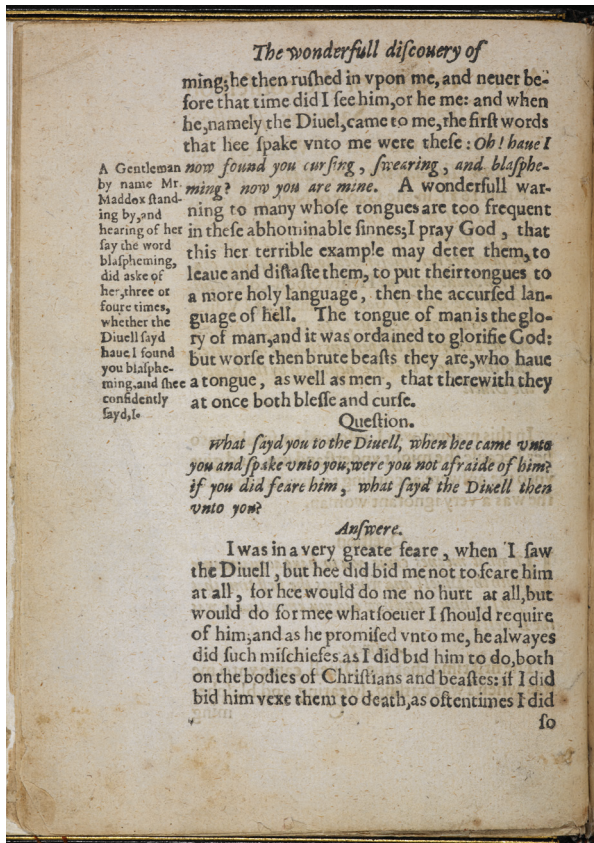 The wonderfull diſcouery of
ming; he then ruſhed in vpon me, and neuer be-
fore that time did I ſee him, or he me: and when
he, namely the Diuel, came to me, the firſt words
that hee ſpake vnto me were theſe: Oh! haue I
now found you curſing, ſwearing, and blaſphe-
ming? now you are mine. A wonderfull war-
ning to many whoſe tongues are too frequent
in theſe abhominable ſinnes; I pray God, that
this her terrible example may deter them, to
leaue and diſtaſte them, to put their tongues to
a more holy language, then the accurſed lan-
guage of hell. The tongue of man is the glo-
ry of man, and it was ordained to glorifie God:
but worſe then brute beaſts they are, who haue
a tongue, as well as men, that therewith they
at once both bleſſe and curſe.
A Gentleman
by name Mr.
Maddox ſtand-
ing by, and
hearing of her
ſay the word
blaſpheming,
did aske of
her, three or
foure times,
whether the
Diuell ſayd
haue I found
you blaſphe-
ming, and ſhee
confidently
ſayd, I.
Queſtion.
What ſayd you to the Diuell, when hee came vnto
you and ſpake vnto you, were you not afraide of him?
if you did feare him, what ſayd the Diuell then
vnto you?
Anſwere.
I was in a very greate feare, when I ſaw
the Diuell, but hee did bid me not to feare him
at all, for hee would do me no hurt at all, but
would do for mee whatſoeuer I ſhould require
of him; and as he promiſed vnto me, he alwayes
did ſuch miſchiefes as I did bid him to do, both
on the bodies of Chriſtians and beaſtes: if I did
bid him vexe them to death, as oftentimes I did
ſo